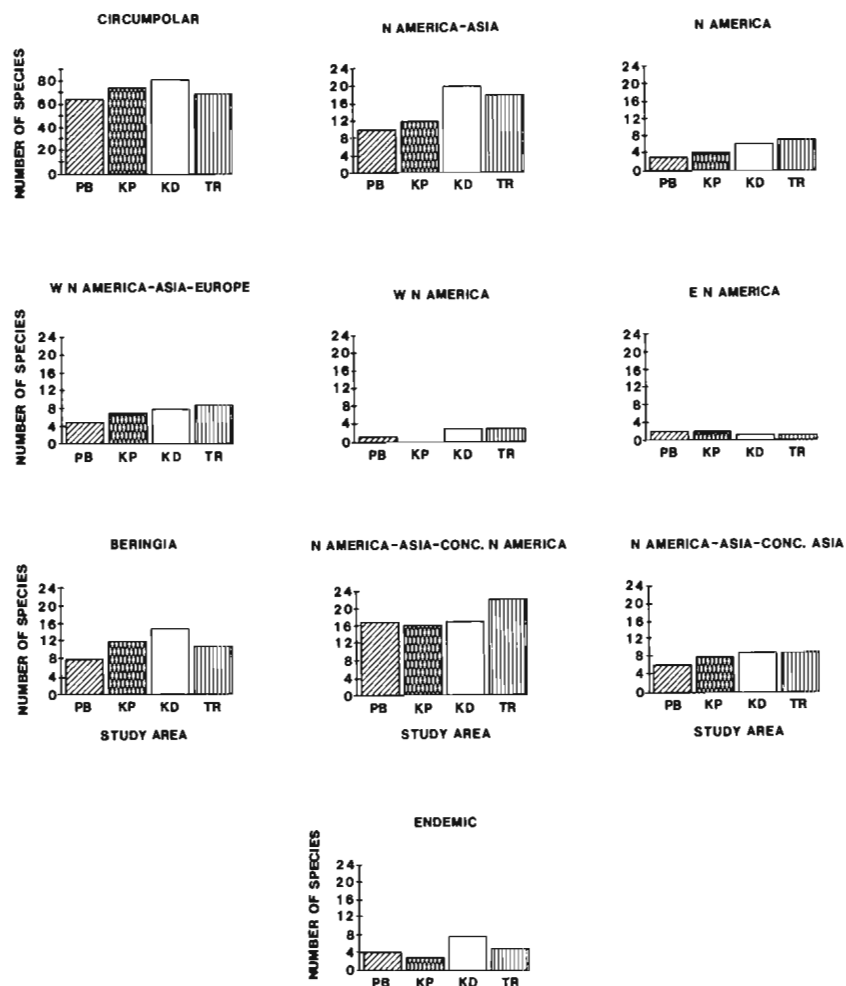 CIRCUMPOLAR
NUMBER OF SPECIES
80
60
40
20
0
PB KP KD TR
N AMERICA-ASIA
24
20
16
12
8
4
0
PB KP KD TR
N AMERICA
24
20
16
12
8
4
0
PB KP KD TR
W N AMERICA-ASIA-EUROPE
NUMBER OF SPECIES
24
20
16
12
8
4
0
PB KP KD TR
W N AMERICA
24
20
16
12
8
4
0
PB KP KD TR
E N AMERICA
24
20
16
12
8
4
0
PB KP KD TR
BERINGIA
NUMBER OF SPECIES
24
20
16
12
8
4
0
PB KP KD TR
STUDY AREA
N AMERICA-ASIA-CONC. N AMERICA
24
20
16
12
8
4
0
PB KP KD TR
STUDY AREA
N AMERICA-ASIA-CONC. ASIA
24
20
16
12
8
4
0
PB KP KD TR
STUDY AREA
ENDEMIC
NUMBER OF SPECIES
24
20
16
12
8
4
0
PB KP KD TR